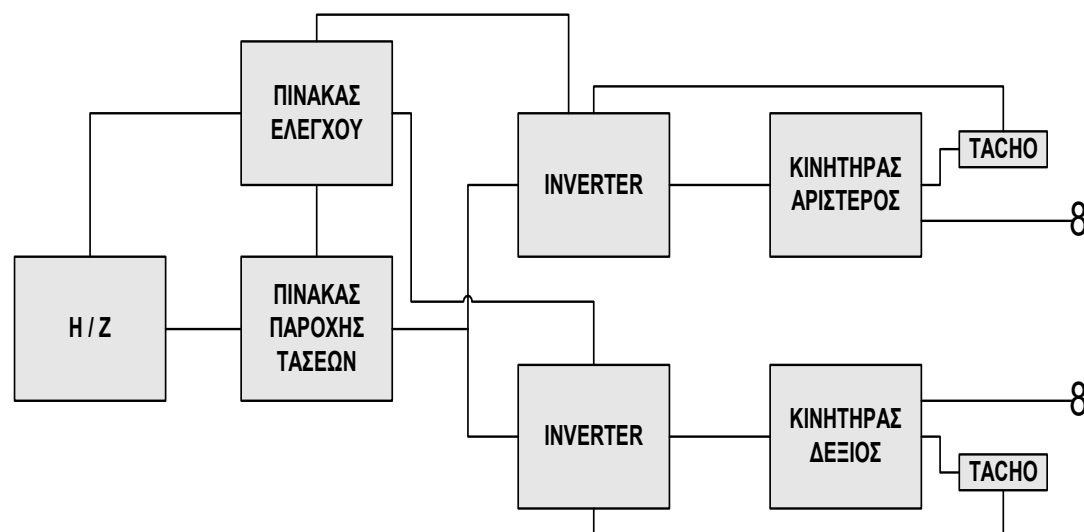 ΠΙΝΑΚΑΣ
ΕΛΕΓΧΟΥ
INVERTER
ΚΙΝΗΤΗΡΑΣ
ΑΡΙΣΤΕΡΟΣ
TACHO
Η / Ζ
ΠΙΝΑΚΑΣ
ΠΑΡΟΧΗΣ
ΤΑΣΕΩΝ
INVERTER
ΚΙΝΗΤΗΡΑΣ
ΔΕΞΙΟΣ
TACHO